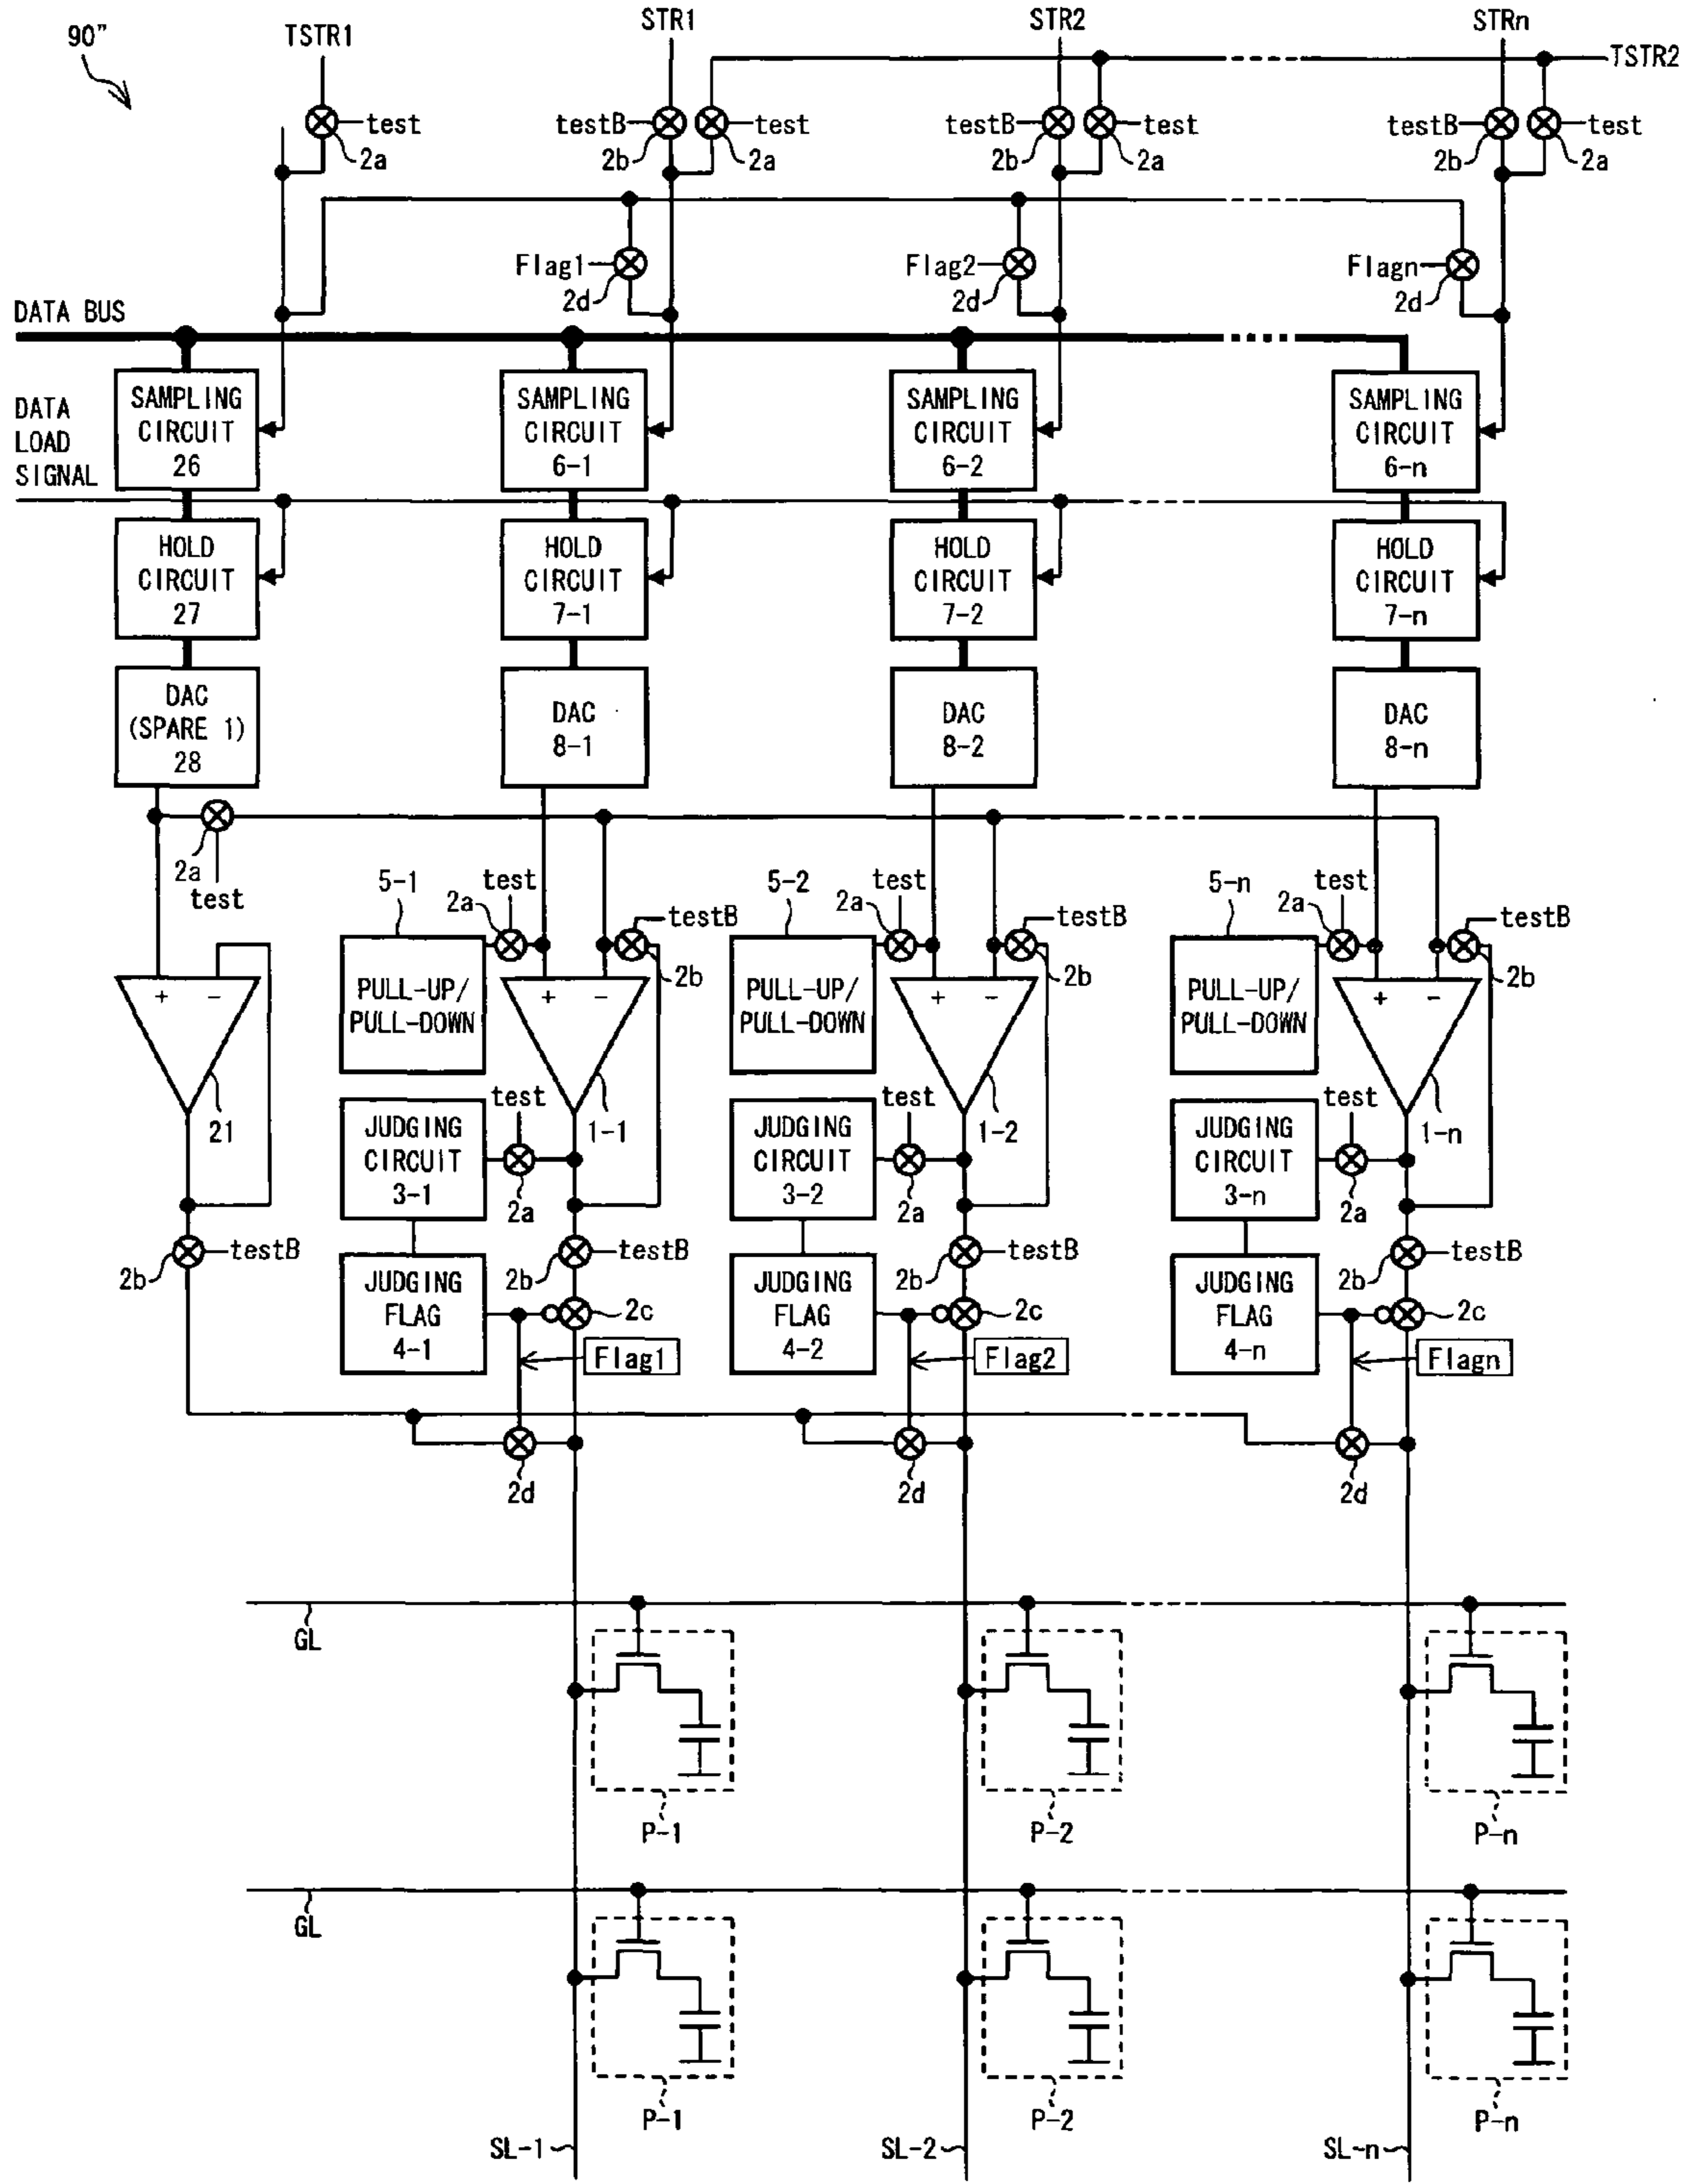 90"
TSTR1
STR1
STR2
STRn
TSTR2
test
2a
testB
2b
test
2a
testB
2b
test
2a
testB
2b
test
2a
Flag1
2d
Flag2
2d
Flagn
2d
DATA BUS
DATA
LOAD
SIGNAL
SAMPLING
CIRCUIT
26
SAMPLING
CIRCUIT
6-1
SAMPLING
CIRCUIT
6-2
SAMPLING
CIRCUIT
6-n
HOLD
CIRCUIT
27
HOLD
CIRCUIT
7-1
HOLD
CIRCUIT
7-2
HOLD
CIRCUIT
7-n
DAC
(SPARE 1)
28
DAC
8-1
DAC
8-2
DAC
8-n
2a
test
5-1
test
2a
testB
2b
5-2
test
2a
testB
2b
5-n
test
2a
testB
2b
PULL-UP/
PULL-DOWN
PULL-UP/
PULL-DOWN
PULL-UP/
PULL-DOWN
+ -
+ -
+ -
+ -
21
1-1
1-2
1-n
JUDGING
CIRCUIT
3-1
test
2a
JUDGING
CIRCUIT
3-2
test
2a
JUDGING
CIRCUIT
3-n
test
2a
testB
2b
testB
2b
testB
2b
testB
2b
JUDGING
FLAG
4-1
2c
Flag1
JUDGING
FLAG
4-2
2c
Flag2
JUDGING
FLAG
4-n
2c
Flagn
2d
2d
2d
GL
P-1
P-2
P-n
GL
P-1
P-2
P-n
SL-1
SL-2
SL-n